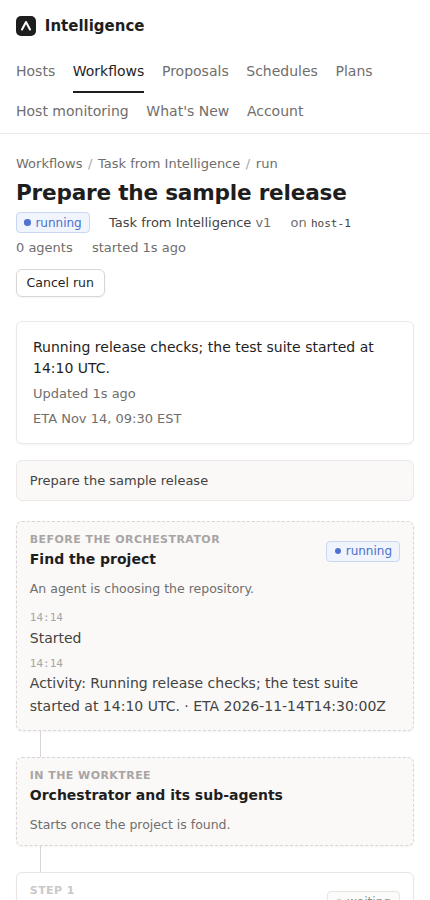 Intelligence
Hosts Workflows Proposals Schedules Plans
Host monitoring What's New Account
Workflows / Task from Intelligence / run
Prepare the sample release
running Task from Intelligence v1 on host-1
0 agents started 1s ago
Cancel run
Running release checks; the test suite started at
14:10 UTC.
Updated 1s ago
ETA Nov 14, 09:30 EST
Prepare the sample release
BEFORE THE ORCHESTRATOR
Find the project
running
An agent is choosing the repository.
14:14
Started
14:14
Activity: Running release checks; the test suite
started at 14:10 UTC. · ETA 2026-11-14T14:30:00Z
IN THE WORKTREE
Orchestrator and its sub-agents
Starts once the project is found.
STEP 1